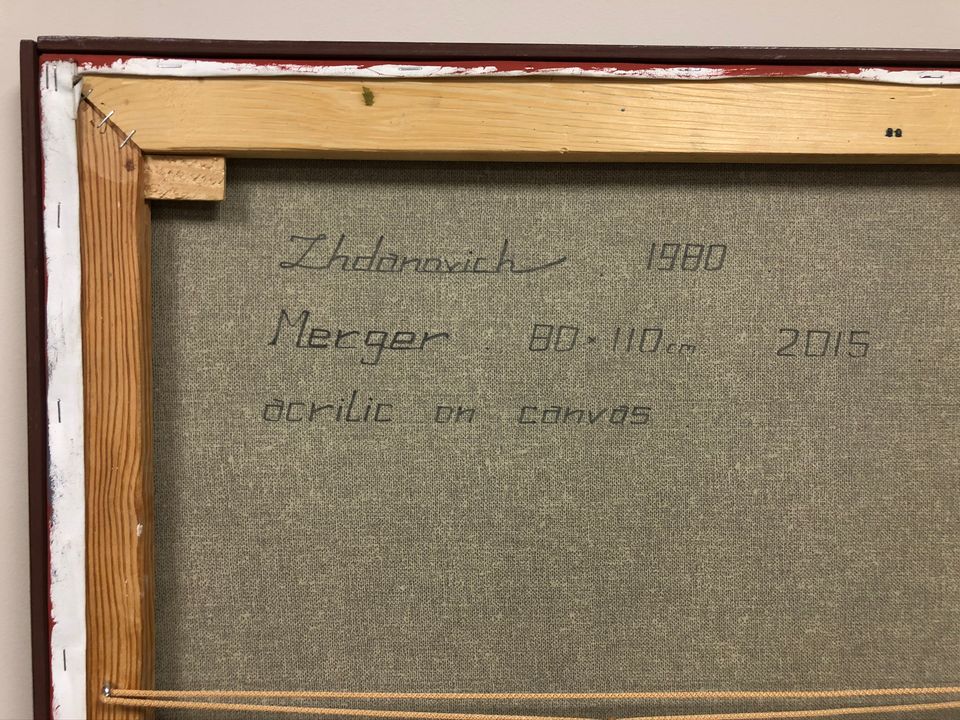 Zhdanovich 1980
Merger 80×110cm 2015
acrilic on canvas